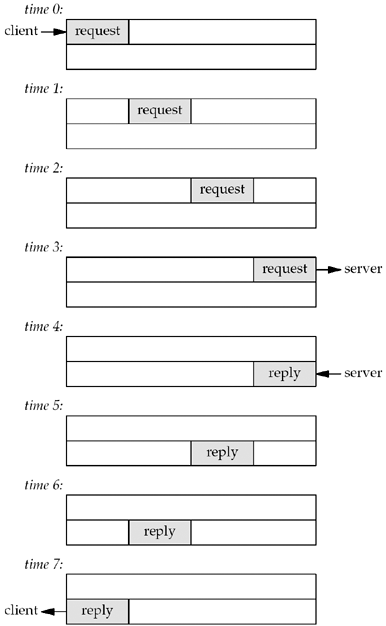 time 0:
client request
time 1:
request
time 2:
request
time 3:
request server
time 4:
reply server
time 5:
reply
time 6:
reply
time 7:
client reply